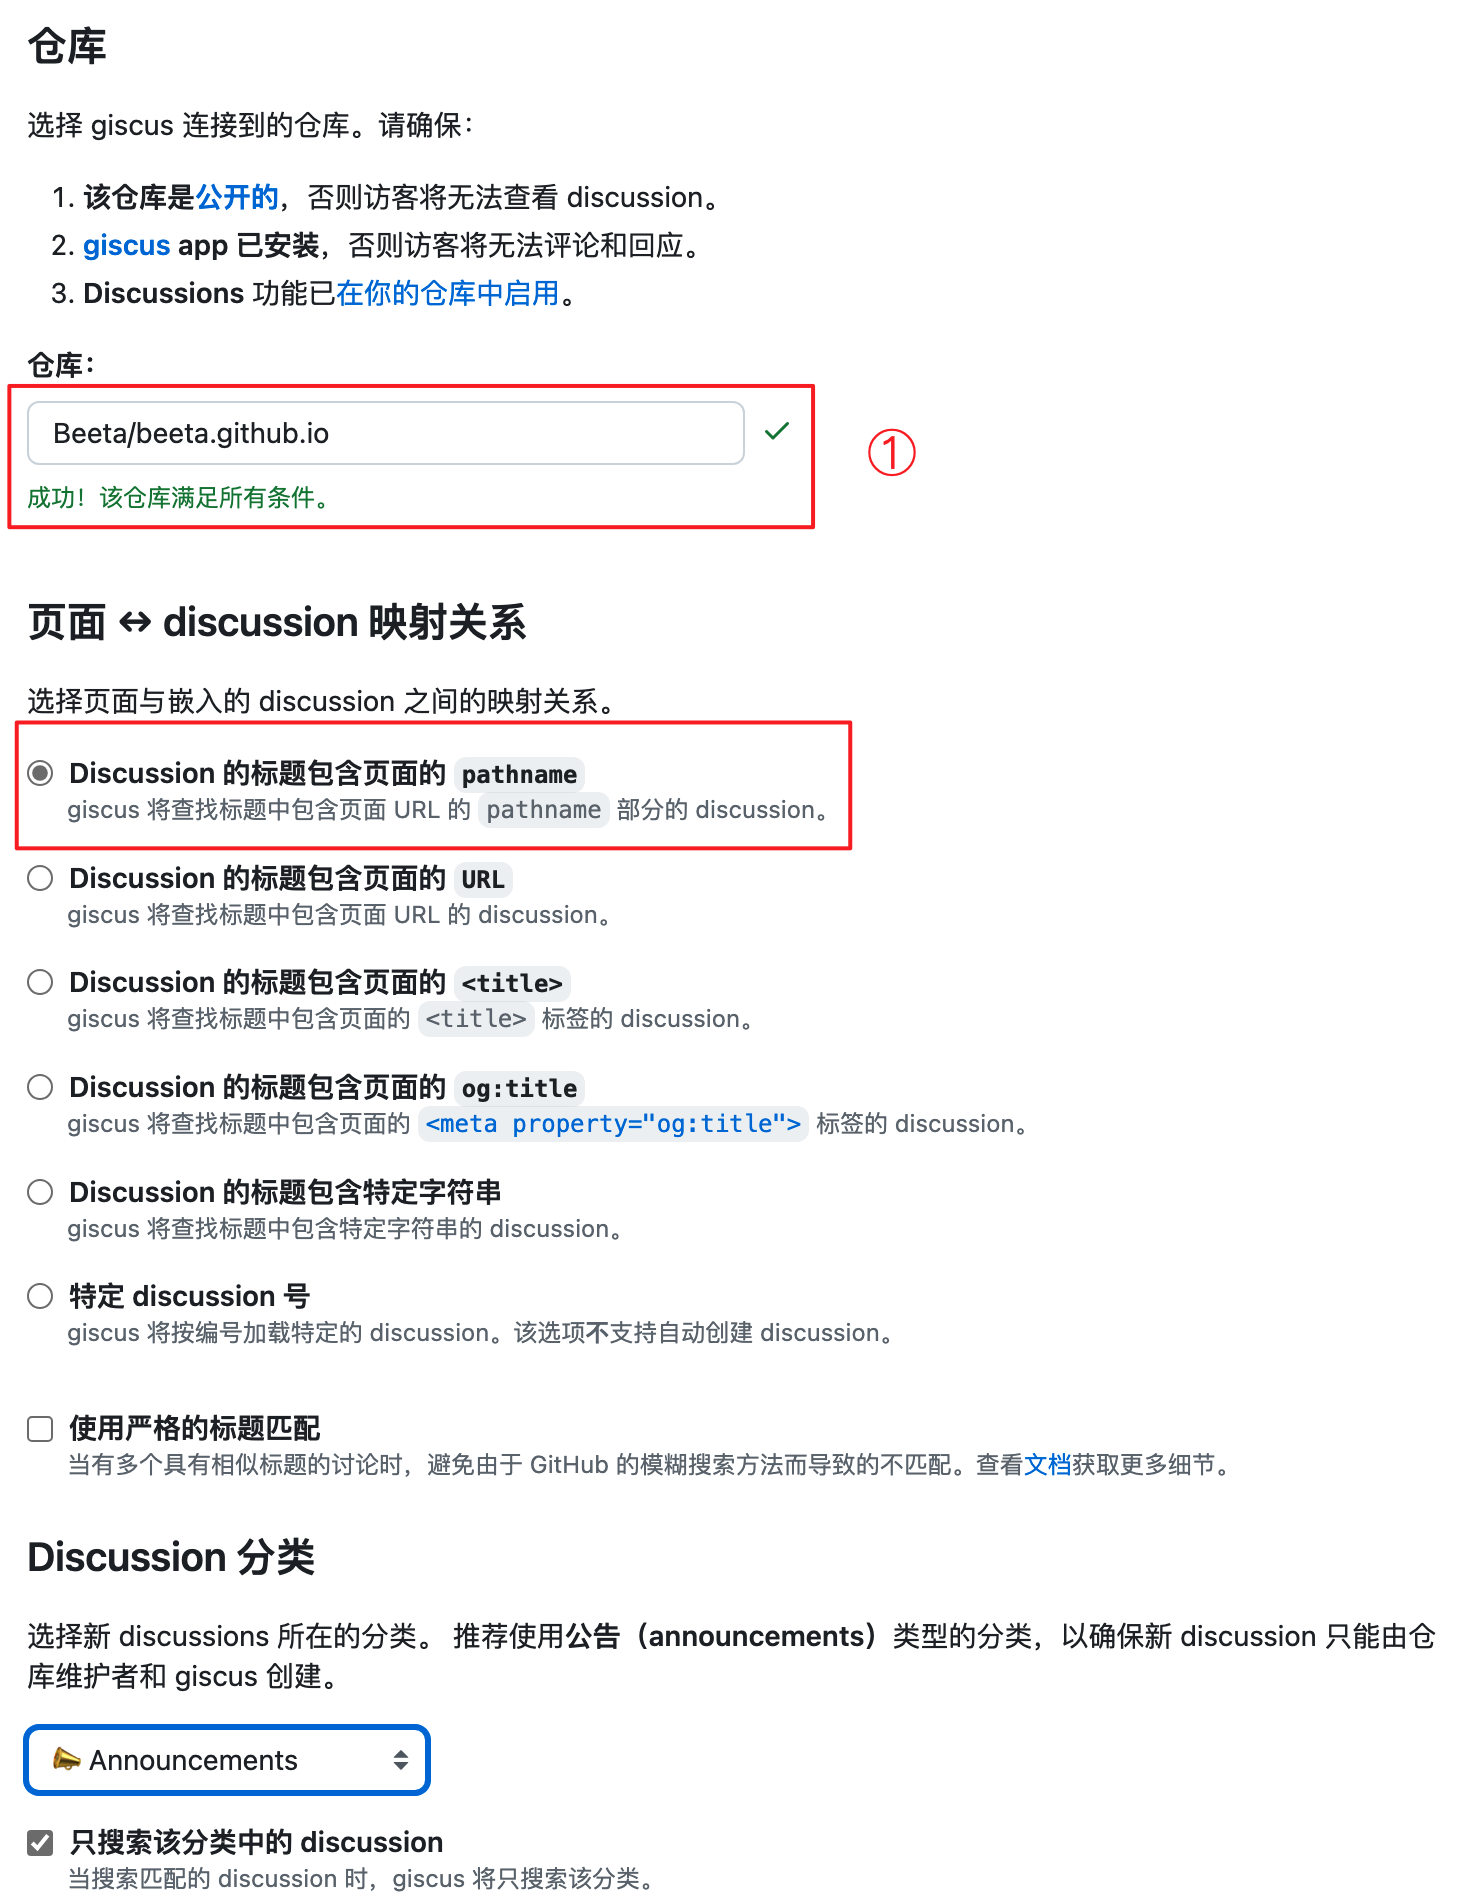 仓库
选择 giscus 连接到的仓库。请确保：
1. 该仓库是公开的，否则访客将无法查看 discussion。
2. giscus app 已安装，否则访客将无法评论和回应。
3. Discussions 功能已在你的仓库中启用。
仓库：
Beeta/beeta.github.io
①
成功！该仓库满足所有条件。
页面 ↔ discussion 映射关系
选择页面与嵌入的 discussion 之间的映射关系。
Discussion 的标题包含页面的 pathname
giscus 将查找标题中包含页面 URL 的 pathname 部分的 discussion。
Discussion 的标题包含页面的 URL
giscus 将查找标题中包含页面 URL 的 discussion。
Discussion 的标题包含页面的 <title>
giscus 将查找标题中包含页面的 <title> 标签的 discussion。
Discussion 的标题包含页面的 og:title
giscus 将查找标题中包含页面的 <meta property="og:title"> 标签的 discussion。
Discussion 的标题包含特定字符串
giscus 将查找标题中包含特定字符串的 discussion。
特定 discussion 号
giscus 将按编号加载特定的 discussion。该选项不支持自动创建 discussion。
使用严格的标题匹配
当有多个具有相似标题的讨论时，避免由于 GitHub 的模糊搜索方法而导致的不匹配。查看文档获取更多细节。
Discussion 分类
选择新 discussions 所在的分类。 推荐使用公告（announcements）类型的分类，以确保新 discussion 只能由仓
库维护者和 giscus 创建。
Announcements
只搜索该分类中的 discussion
当搜索匹配的 discussion 时，giscus 将只搜索该分类。